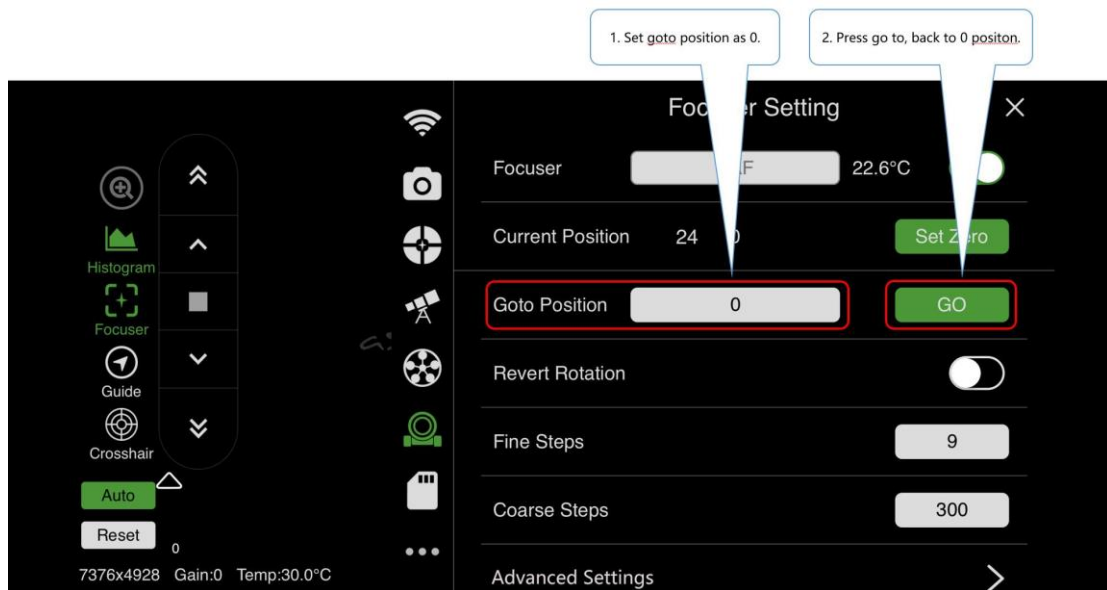 1. Set goto position as 0.
2. Press go to, back to 0 positon.
Focuser Setting
Focuser
22.6°C
Current Position
24
Set Zero
Goto Position
0
GO
Revert Rotation
Fine Steps
9
Coarse Steps
300
Advanced Settings
Histogram
Focuser
Guide
Crosshair
Auto
Reset
0
7376x4928 Gain:0 Temp:30.0°C